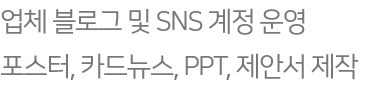 업체 블로그 및 SNS 계정 운영
포스터, 카드뉴스, PPT, 제안서 제작